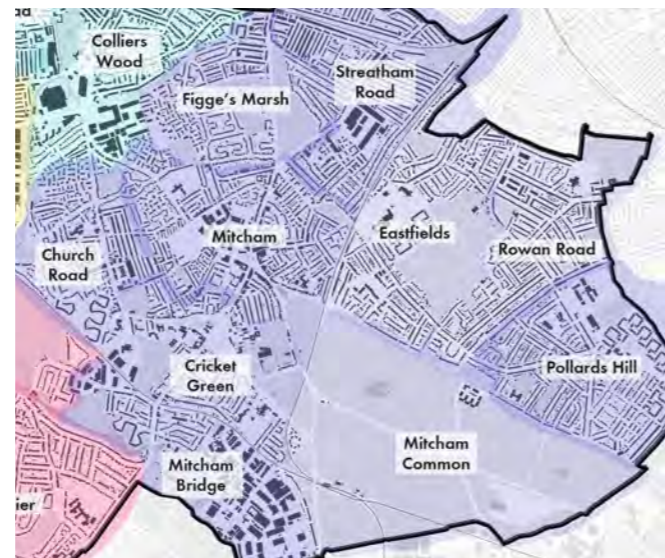 Colliers
Wood
Streatham
Road
Figge's Marsh
Mitcham
Eastfields
Rowan Road
Church
Road
Cricket
Green
Pollards Hill
Mitcham
Common
Mitcham
Bridge